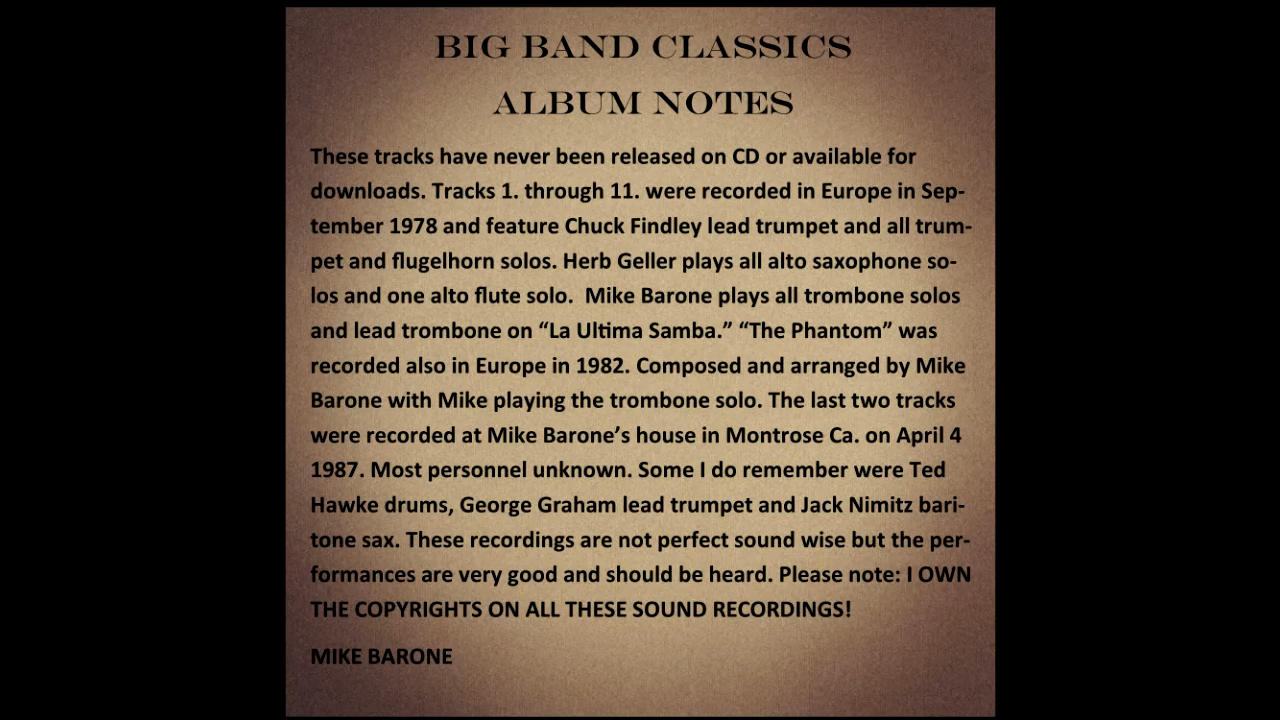 BIG BAND CLASSICS
ALBUM NOTES
These tracks have never been released on CD or available for
downloads. Tracks 1. through 11. were recorded in Europe in Sep-
tember 1978 and feature Chuck Findley lead trumpet and all trum-
pet and flugelhorn solos. Herb Geller plays all alto saxophone so-
los and one alto flute solo.  Mike Barone plays all trombone solos
and lead trombone on “La Ultima Samba.” “The Phantom” was
recorded also in Europe in 1982. Composed and arranged by Mike
Barone with Mike playing the trombone solo. The last two tracks
were recorded at Mike Barone’s house in Montrose Ca. on April 4
1987. Most personnel unknown. Some I do remember were Ted
Hawke drums, George Graham lead trumpet and Jack Nimitz bari-
tone sax. These recordings are not perfect sound wise but the per-
formances are very good and should be heard. Please note: I OWN
THE COPYRIGHTS ON ALL THESE SOUND RECORDINGS!
MIKE BARONE